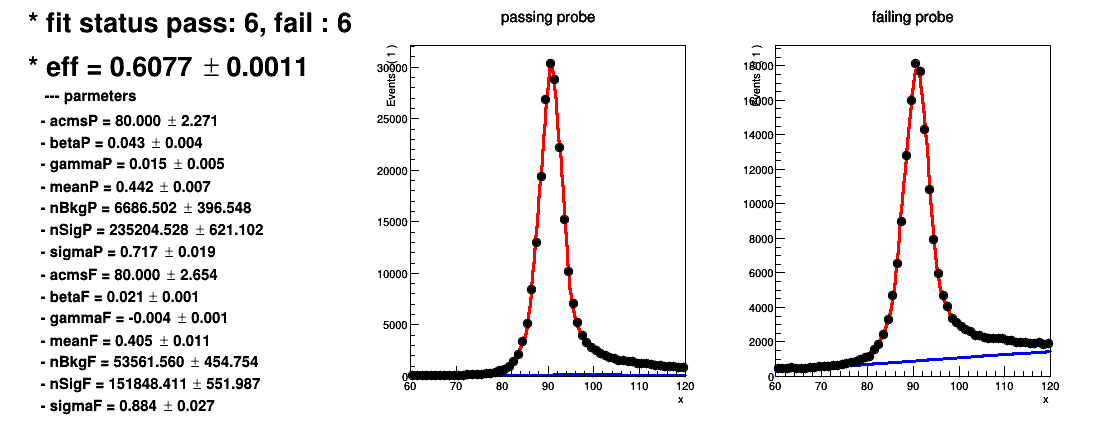 * fit status pass: 6, fail : 6
* eff = 0.6077 ± 0.0011
--- parmeters
- acmsP = 80.000 ± 2.271
- betaP = 0.043 ± 0.004
- gammaP = 0.015 ± 0.005
- meanP = 0.442 ± 0.007
- nBkgP = 6686.502 ± 396.548
- nSigP = 235204.528 ± 621.102
- sigmaP = 0.717 ± 0.019
- acmsF = 80.000 ± 2.654
- betaF = 0.021 ± 0.001
- gammaF = -0.004 ± 0.001
- meanF = 0.405 ± 0.011
- nBkgF = 53561.560 ± 454.754
- nSigF = 151848.411 ± 551.987
- sigmaF = 0.884 ± 0.027
passing probe
30000
25000
20000
15000
10000
5000
0
60 70 80 90 100 110 120
x
failing probe
18000
16000
14000
12000
10000
8000
6000
4000
2000
0
60 70 80 90 100 110 120
x